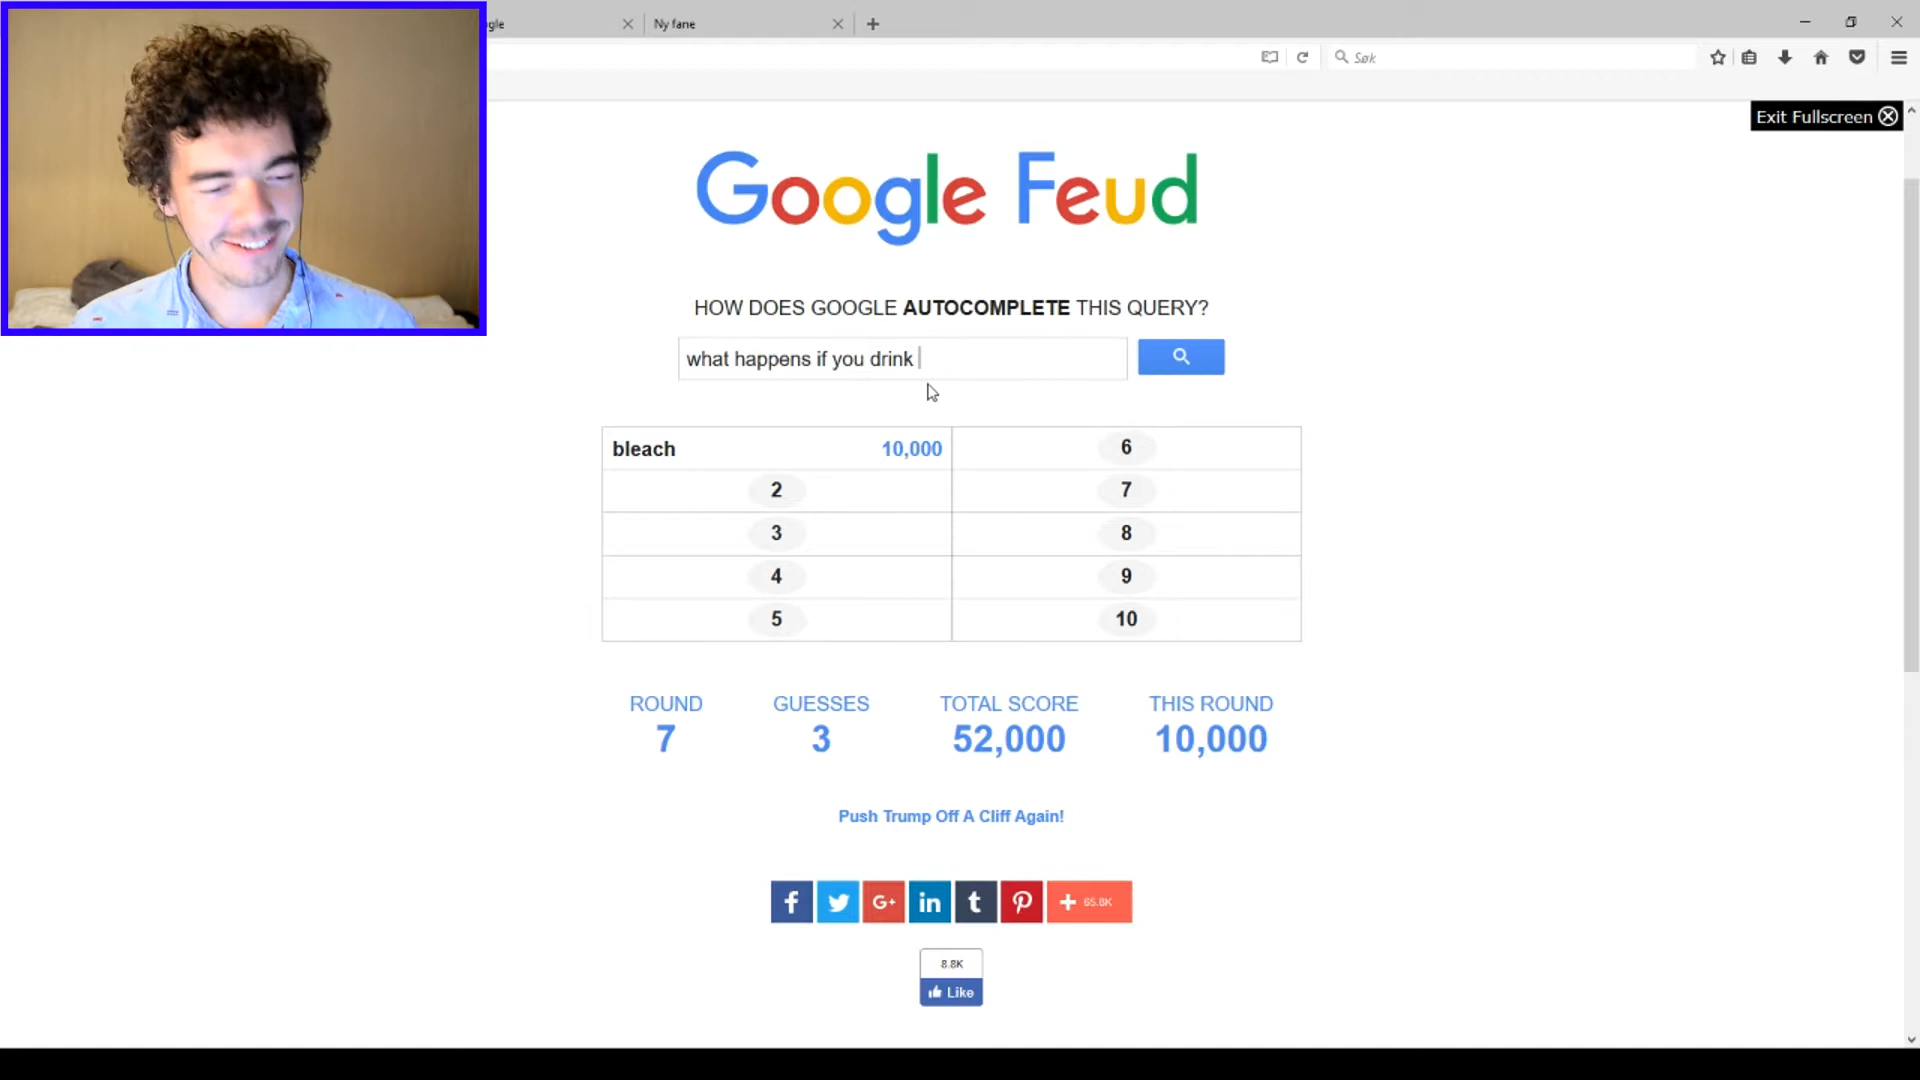 gle
Ny fane
Søk
Exit Fullscreen
Google Feud
HOW DOES GOOGLE AUTOCOMPLETE THIS QUERY?
what happens if you drink
bleach 10,000
6
2
7
3
8
4
9
5
10
ROUND GUESSES TOTAL SCORE THIS ROUND
7 3 52,000 10,000
Push Trump Off A Cliff Again!
f G+ in t + 65.8K
8.8K
Like